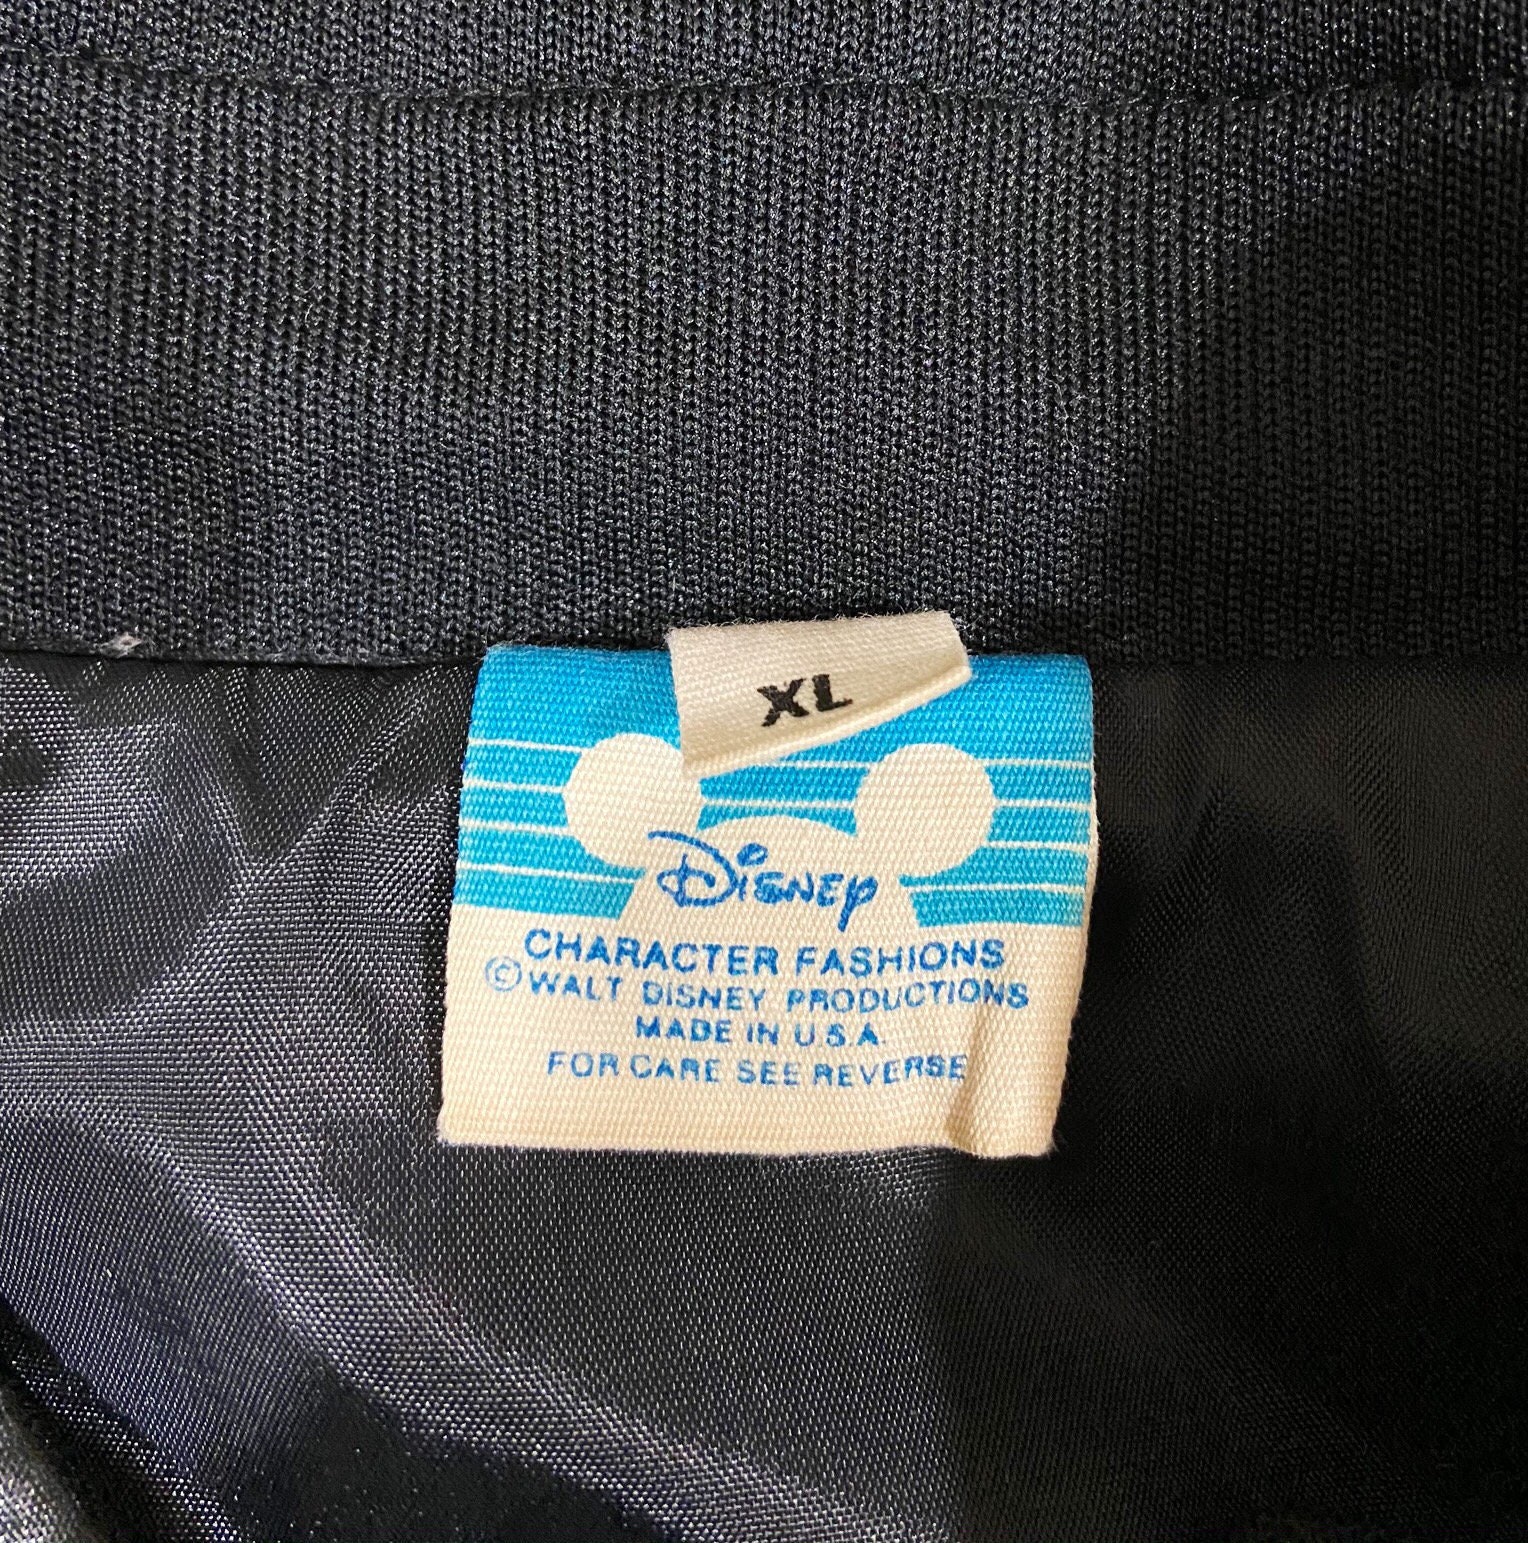 XL
DISNEY
CHARACTER FASHIONS
©WALT DISNEY PRODUCTIONS
MADE IN U.S.A.
FOR CARE SEE REVERSE